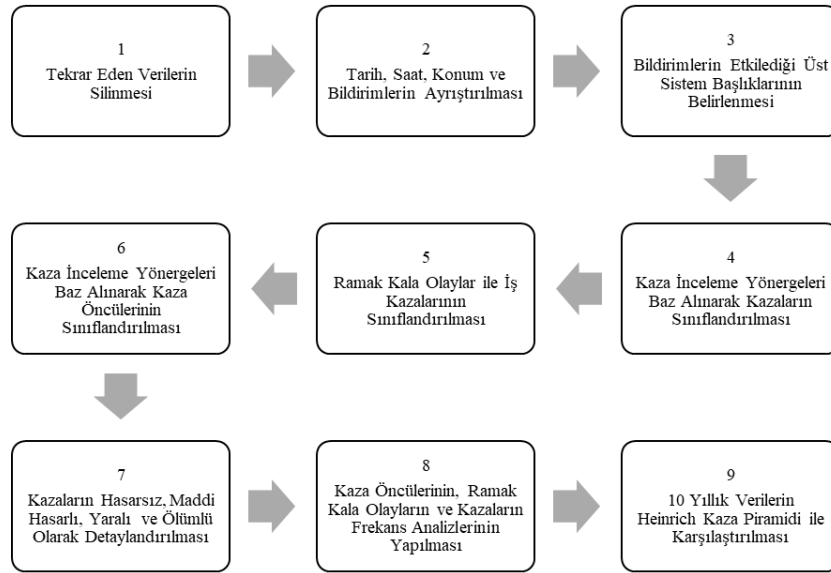 1
Tekrar Eden Verilerin
Silinmesi
2
Tarih, Saat, Konum ve
Bildirimlerin Ayrıştırılması
3
Bildirimlerin Etkilediği Üst
Sistem Başlıklarının
Belirlenmesi
4
Kaza İnceleme Yönergeleri
Baz Alınarak Kazaların
Sınıflandırılması
5
Ramak Kala Olaylar ile İş
Kazalarının
Sınıflandırılması
6
Kaza İnceleme Yönergeleri
Baz Alınarak Kaza
Öncülerinin
Sınıflandırılması
7
Kazaların Hasarsız, Maddi
Hasarlı, Yaralı ve Ölümlü
Olarak Detaylandırılması
8
Kaza Öncülerinin, Ramak
Kala Olayların ve Kazaların
Frekans Analizlerinin
Yapılması
9
10 Yıllık Verilerin
Heinrich Kaza Piramidi ile
Karşılaştırılması